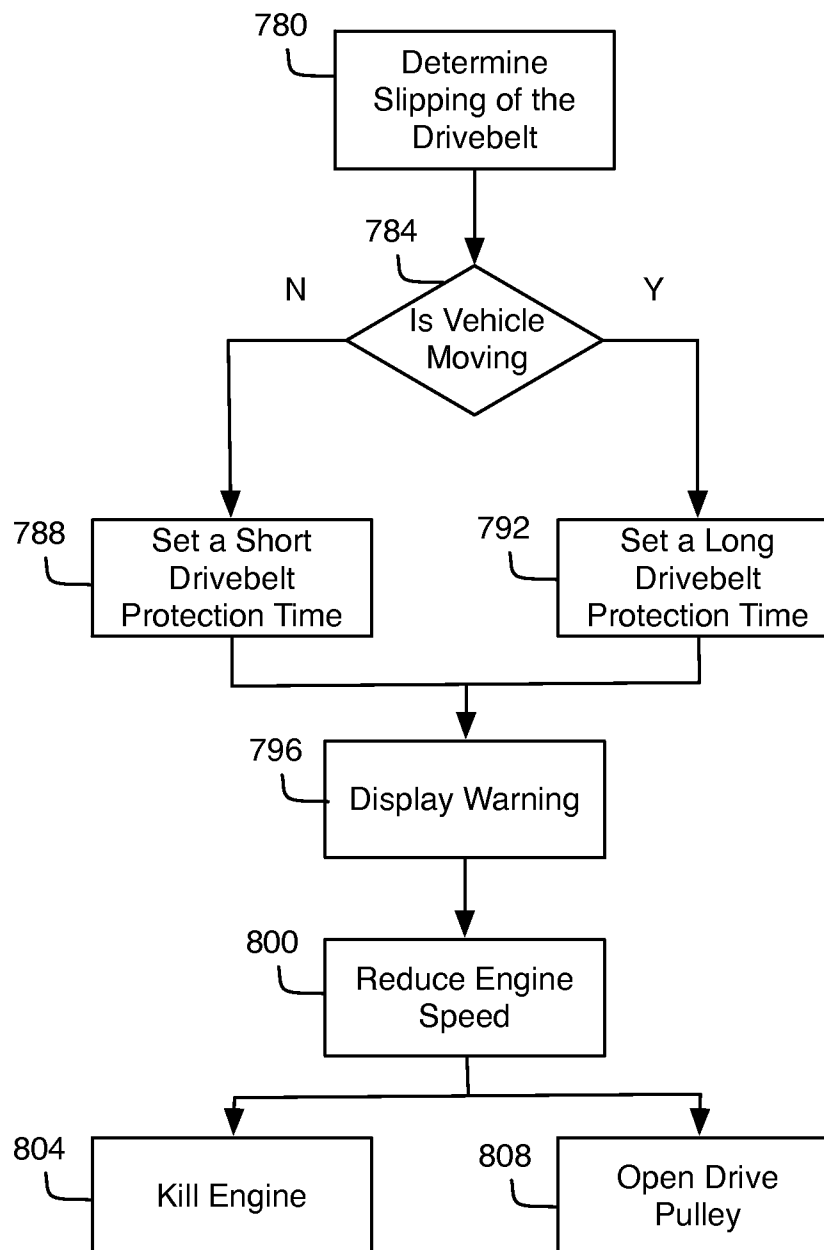 780
Determine
Slipping of the
Drivebelt
784
N
Y
Is Vehicle
Moving
788
Set a Short
Drivebelt
Protection Time
792
Set a Long
Drivebelt
Protection Time
796
Display Warning
800
Reduce Engine
Speed
804
Kill Engine
808
Open Drive
Pulley